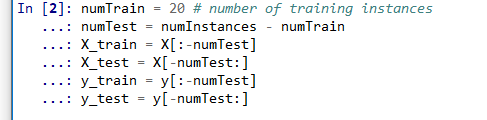 In [2]: numTrain = 20 # number of training instances
   ...: numTest = numInstances - numTrain
   ...: X_train = X[:-numTest]
   ...: X_test = X[-numTest:]
   ...: y_train = y[:-numTest]
   ...: y_test = y[-numTest:]